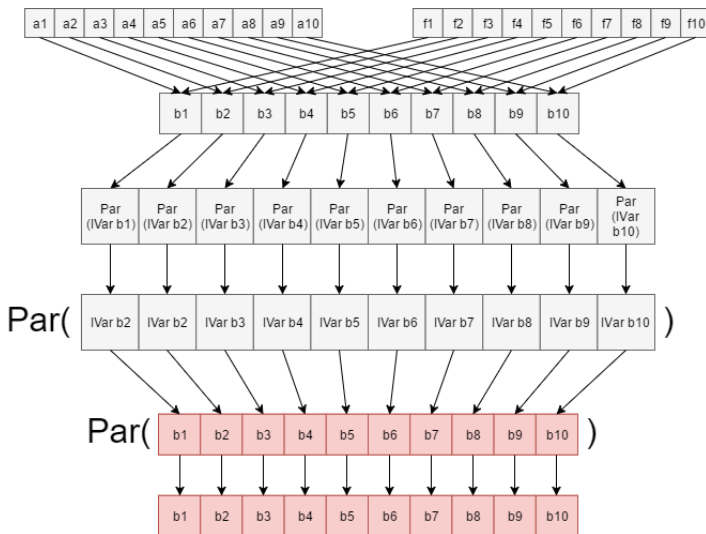 a1 a2 a3 a4 a5 a6 a7 a8 a9 a10 f1 f2 f3 f4 f5 f6 f7 f8 f9 f10
b1 b2 b3 b4 b5 b6 b7 b8 b9 b10
Par (IVar b1) Par (IVar b2) Par (IVar b3) Par (IVar b4) Par (IVar b5) Par (IVar b6) Par (IVar b7) Par (IVar b8) Par (IVar b9) Par (IVar b10)
Par( IVar b2 IVar b2 IVar b3 IVar b4 IVar b5 IVar b6 IVar b7 IVar b8 IVar b9 IVar b10 )
Par( b1 b2 b3 b4 b5 b6 b7 b8 b9 b10 )
b1 b2 b3 b4 b5 b6 b7 b8 b9 b10